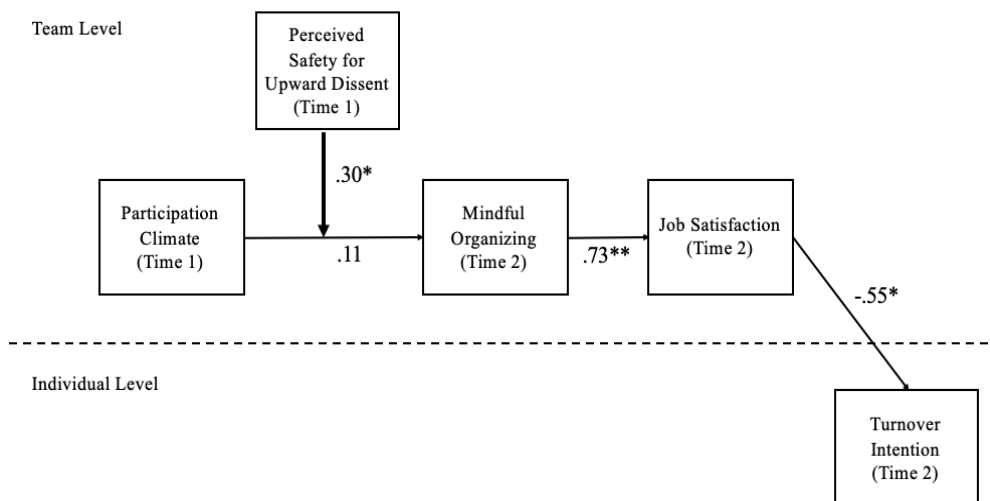 Team Level
Perceived
Safety for
Upward Dissent
(Time 1)
.30*
Participation
Climate
(Time 1)
.11
Mindful
Organizing
(Time 2)
.73**
Job Satisfaction
(Time 2)
-.55*
Individual Level
Turnover
Intention
(Time 2)